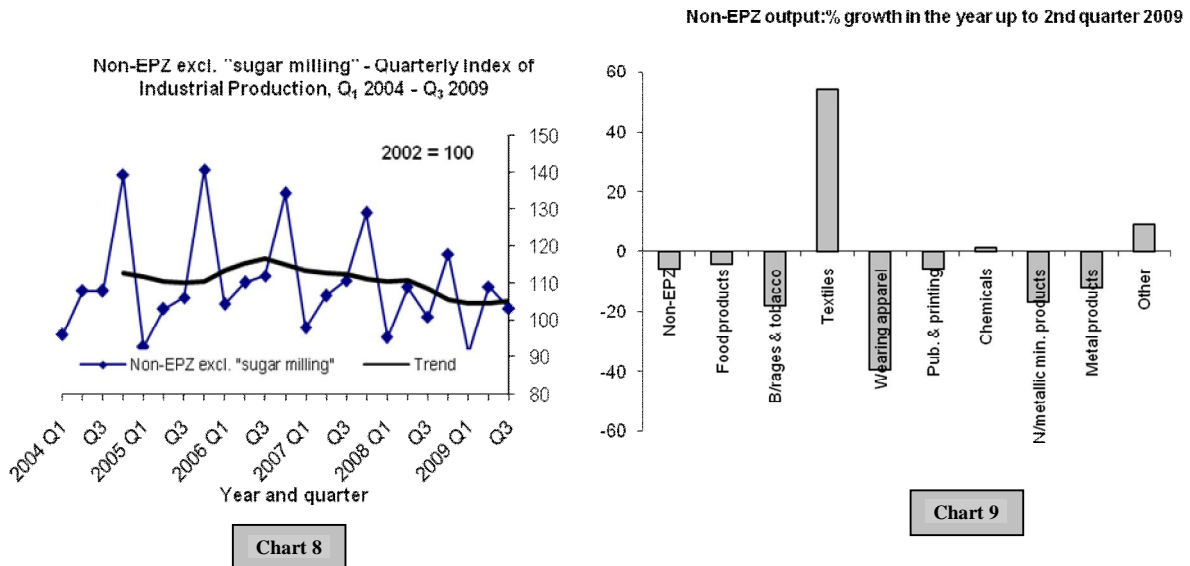 Non-EPZ excl. "sugar milling" - Quarterly Index of
Industrial Production, Q1 2004 - Q3 2009
2002 = 100
150
140
130
120
110
100
90
80
Non-EPZ excl. "sugar milling"
Trend
2004 Q1
Q3
2005 Q1
Q3
2006 Q1
Q3
2007 Q1
Q3
2008 Q1
Q3
2009 Q1
Q3
Year and quarter
Chart 8
Non-EPZ output:% growth in the year up to 2nd quarter 2009
60
40
20
0
-20
-40
-60
Non-EPZ
Food products
B/rages & tobacco
Textiles
Wearing apparel
Pub. & printing
Chemicals
N/metallic min. products
Metal products
Other
Chart 9